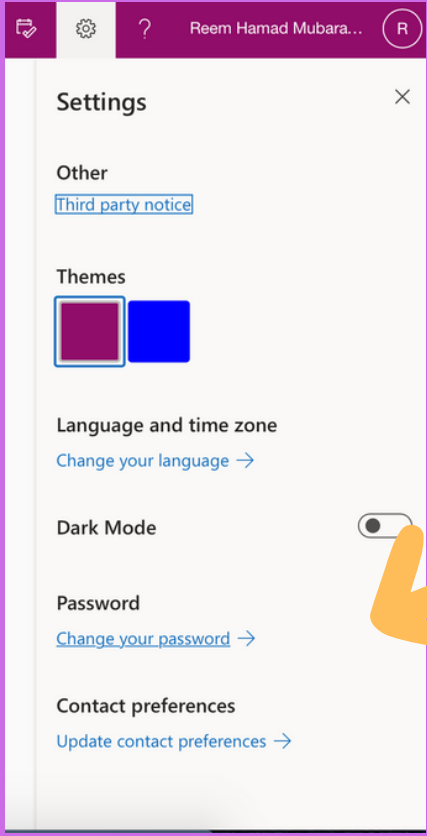 ? Reem Hamad Mubara... R
Settings
Other
Third party notice
Themes
Language and time zone
Change your language →
Dark Mode
Password
Change your password →
Contact preferences
Update contact preferences →